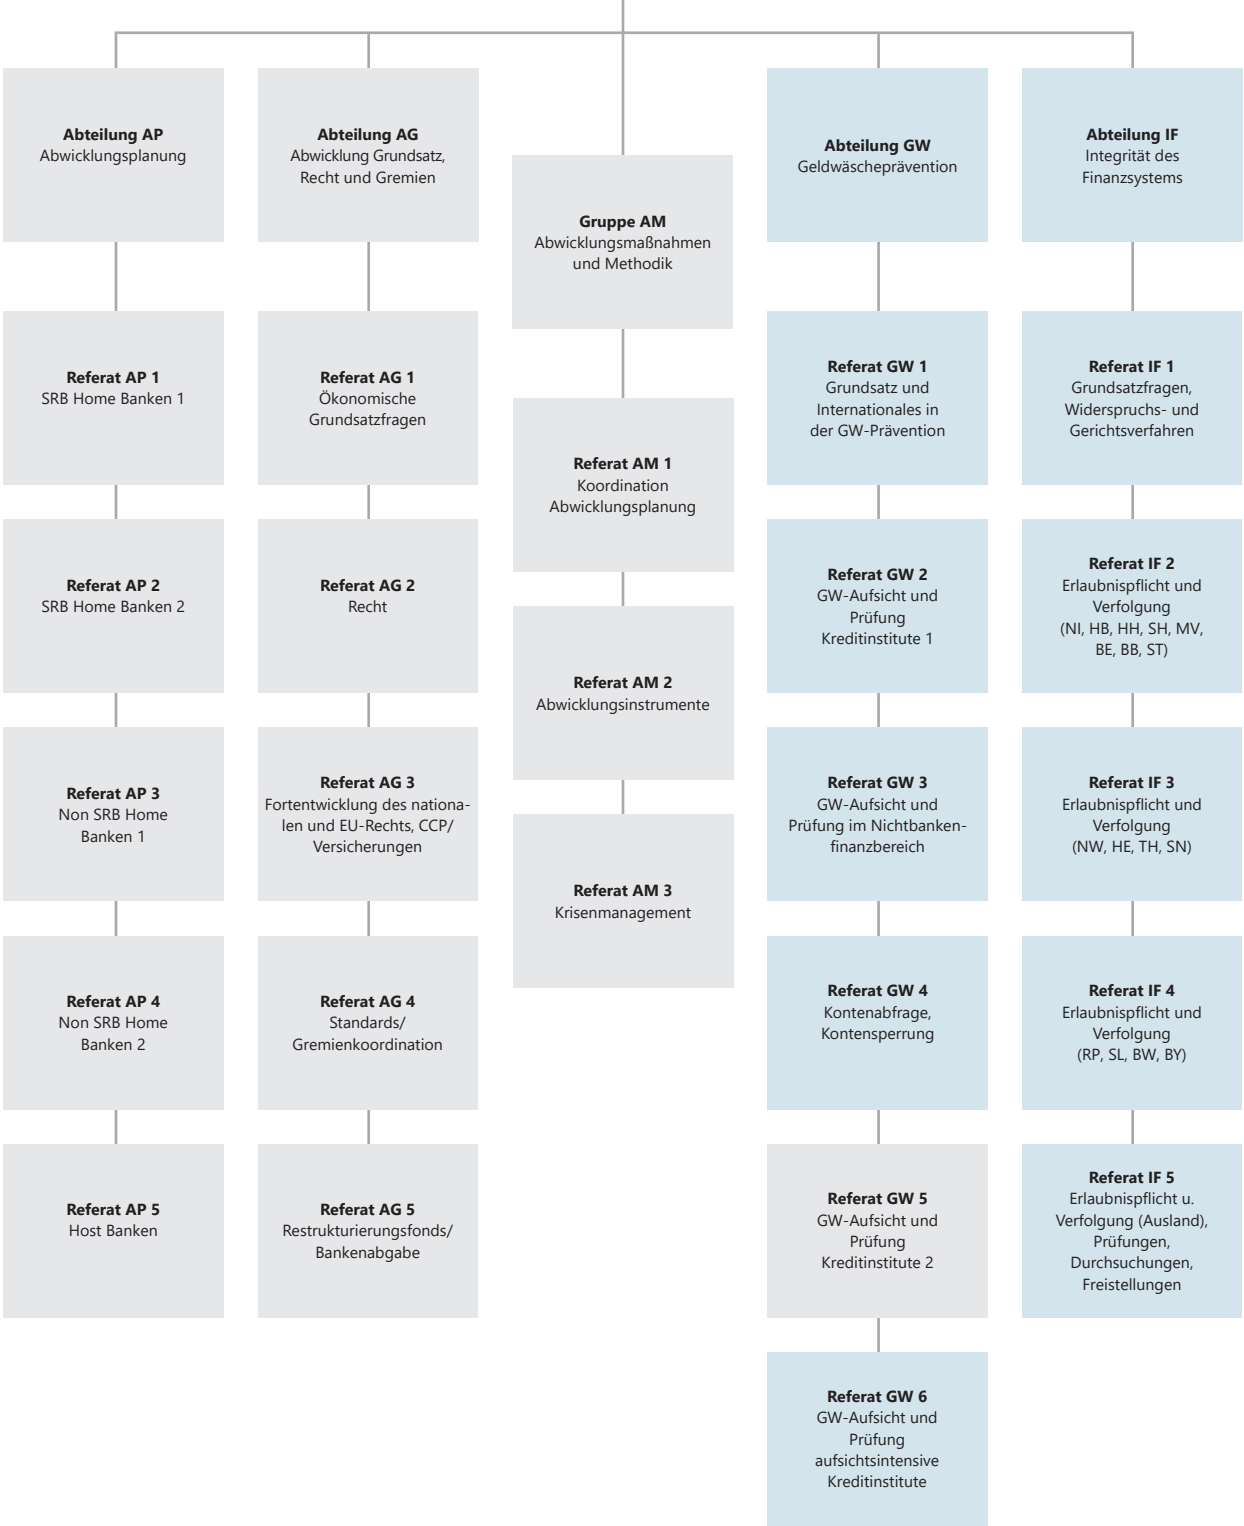 Abteilung AP
Abwicklungsplanung
Referat AP 1
SRB Home Banken 1
Referat AP 2
SRB Home Banken 2
Referat AP 3
Non SRB Home
Banken 1
Referat AP 4
Non SRB Home
Banken 2
Referat AP 5
Host Banken
Abteilung AG
Abwicklung Grundsatz,
Recht und Gremien
Referat AG 1
Ökonomische
Grundsatzfragen
Referat AG 2
Recht
Referat AG 3
Fortentwicklung des nationa-
len und EU-Rechts, CCP/
Versicherungen
Referat AG 4
Standards/
Gremienkoordination
Referat AG 5
Restrukturierungsfonds/
Bankenabgabe
Gruppe AM
Abwicklungsmaßnahmen
und Methodik
Referat AM 1
Koordination
Abwicklungsplanung
Referat AM 2
Abwicklungsinstrumente
Referat AM 3
Krisenmanagement
Abteilung GW
Geldwäscheprävention
Referat GW 1
Grundsatz und
Internationales in
der GW-Prävention
Referat GW 2
GW-Aufsicht und
Prüfung
Kreditinstitute 1
Referat GW 3
GW-Aufsicht und
Prüfung im Nichtbanken-
finanzbereich
Referat GW 4
Kontenabfrage,
Kontensperrung
Referat GW 5
GW-Aufsicht und
Prüfung
Kreditinstitute 2
Referat GW 6
GW-Aufsicht und
Prüfung
aufsichtsintensive
Kreditinstitute
Abteilung IF
Integrität des
Finanzsystems
Referat IF 1
Grundsatzfragen,
Widerspruchs- und
Gerichtsverfahren
Referat IF 2
Erlaubnispflicht und
Verfolgung
(NI, HB, HH, SH, MV,
BE, BB, ST)
Referat IF 3
Erlaubnispflicht und
Verfolgung
(NW, HE, TH, SN)
Referat IF 4
Erlaubnispflicht und
Verfolgung
(RP, SL, BW, BY)
Referat IF 5
Erlaubnispflicht u.
Verfolgung (Ausland),
Prüfungen,
Durchsuchungen,
Freistellungen